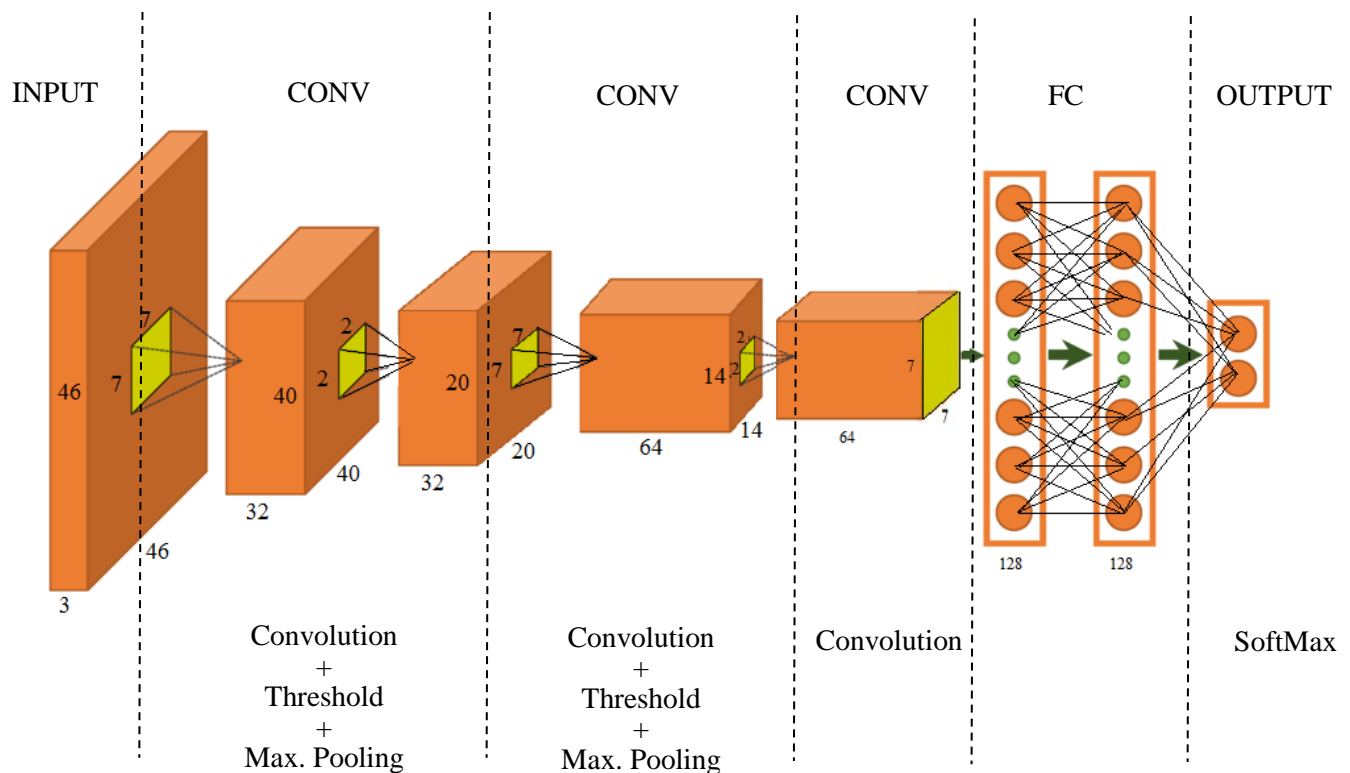 INPUT
CONV
CONV
CONV
FC
OUTPUT
46
3
46
7
7
40
32
40
2
2
20
32
20
7
7
14
64
14
2
2
7
64
7
128
128
Convolution
+
Threshold
+
Max. Pooling
Convolution
+
Threshold
+
Max. Pooling
Convolution
SoftMax